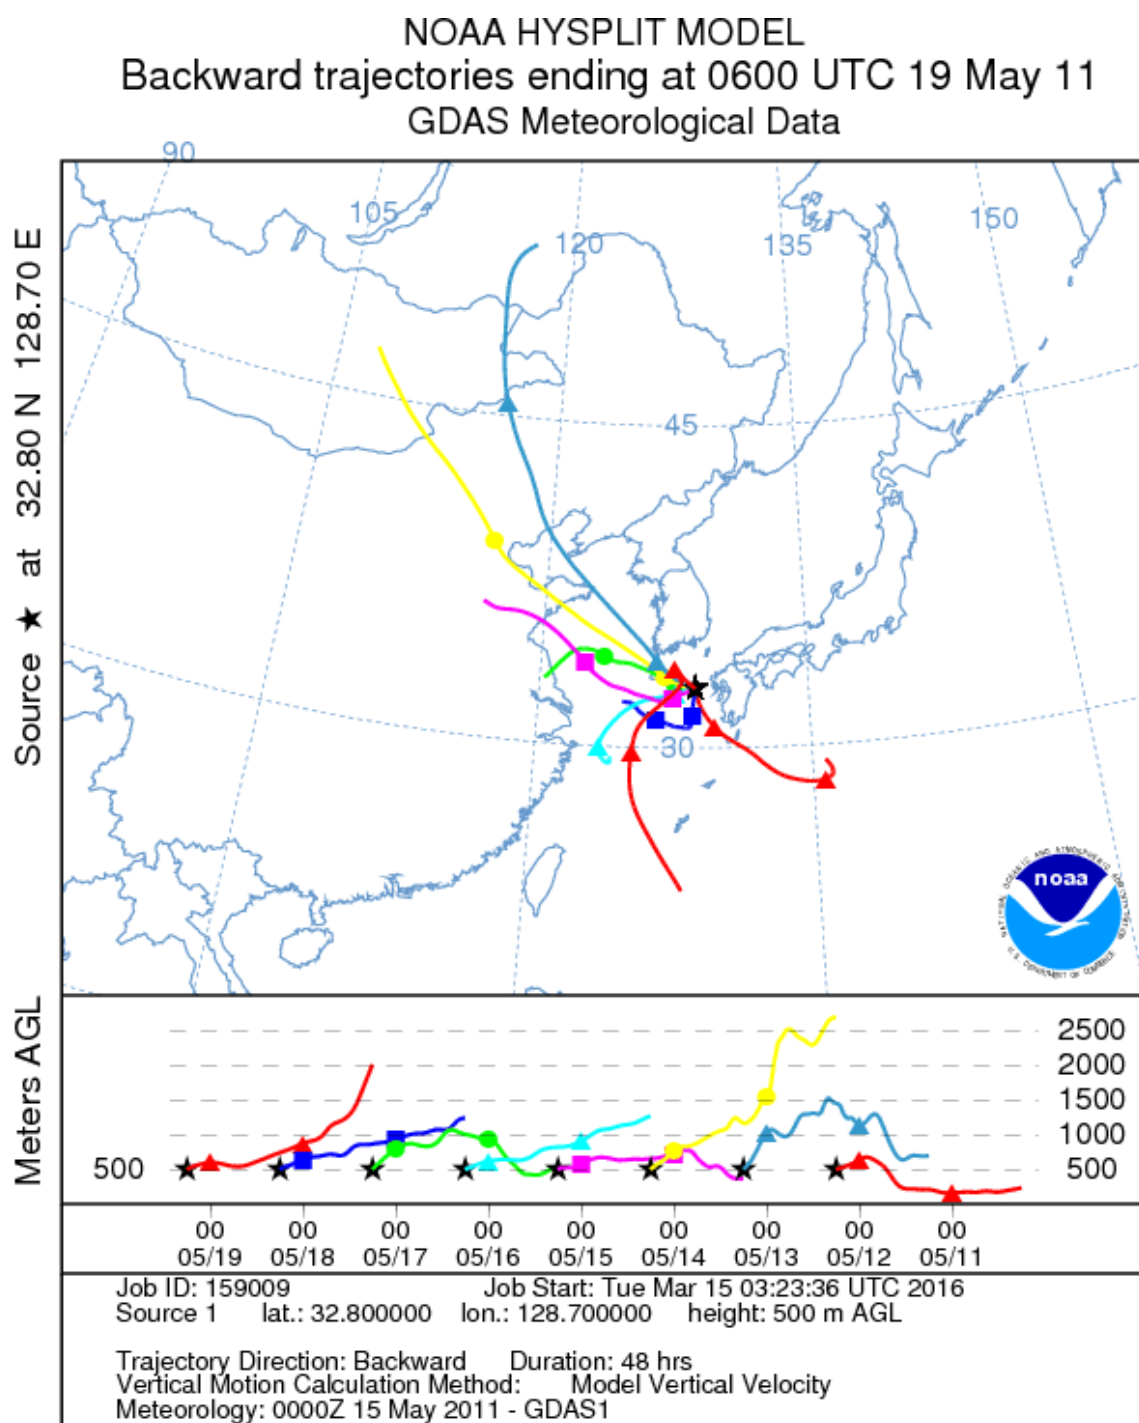 NOAA HYSPLIT MODEL
Backward trajectories ending at 0600 UTC 19 May 11
GDAS Meteorological Data
Source ★ at 32.80 N 128.70 E
90
105
120
135
150
45
30
noaa
Meters AGL
2500
2000
1500
1000
500
500
00 00 00 00 00 00 00 00 00
05/19 05/18 05/17 05/16 05/15 05/14 05/13 05/12 05/11
Job ID: 159009 Job Start: Tue Mar 15 03:23:36 UTC 2016
Source 1 lat.: 32.800000 lon.: 128.700000 height: 500 m AGL
Trajectory Direction: Backward Duration: 48 hrs
Vertical Motion Calculation Method: Model Vertical Velocity
Meteorology: 0000Z 15 May 2011 - GDAS1